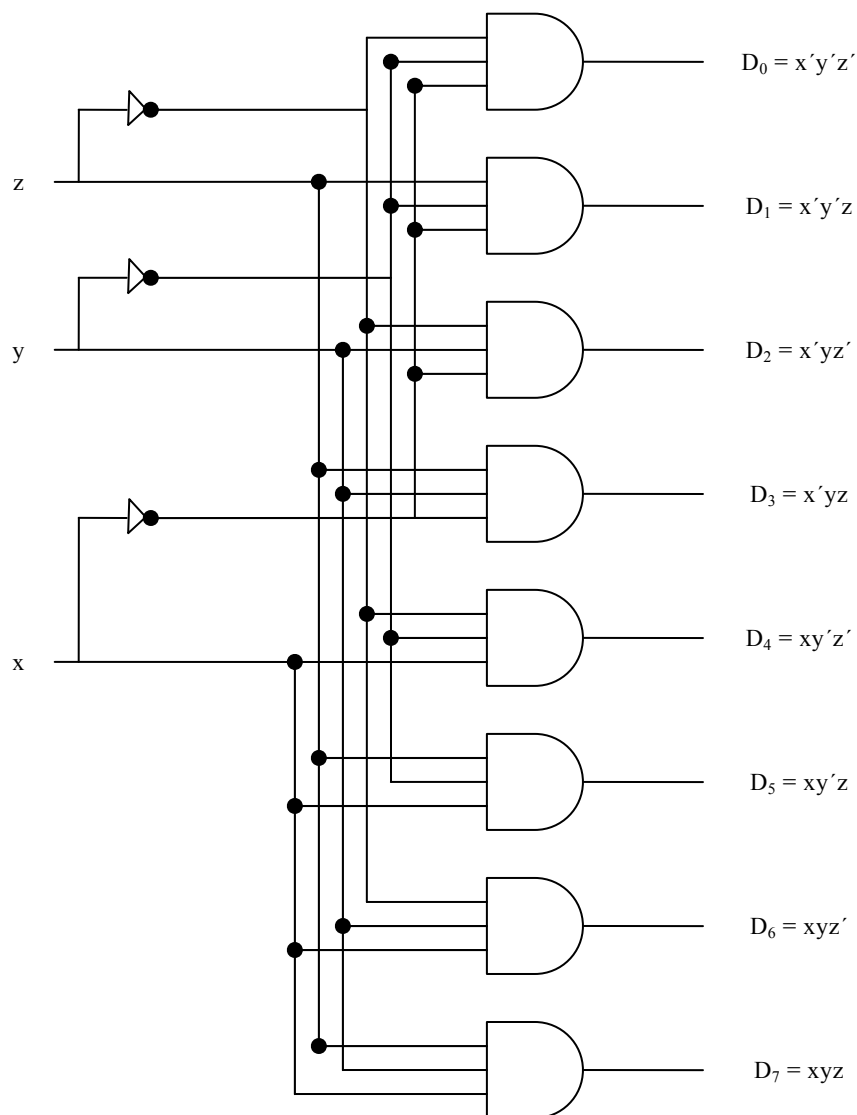 D₀ = x´y´z´
z
D₁ = x´y´z
y
D₂ = x´yz´
D₃ = x´yz
x
D₄ = xy´z´
D₅ = xy´z
D₆ = xyz´
D₇ = xyz